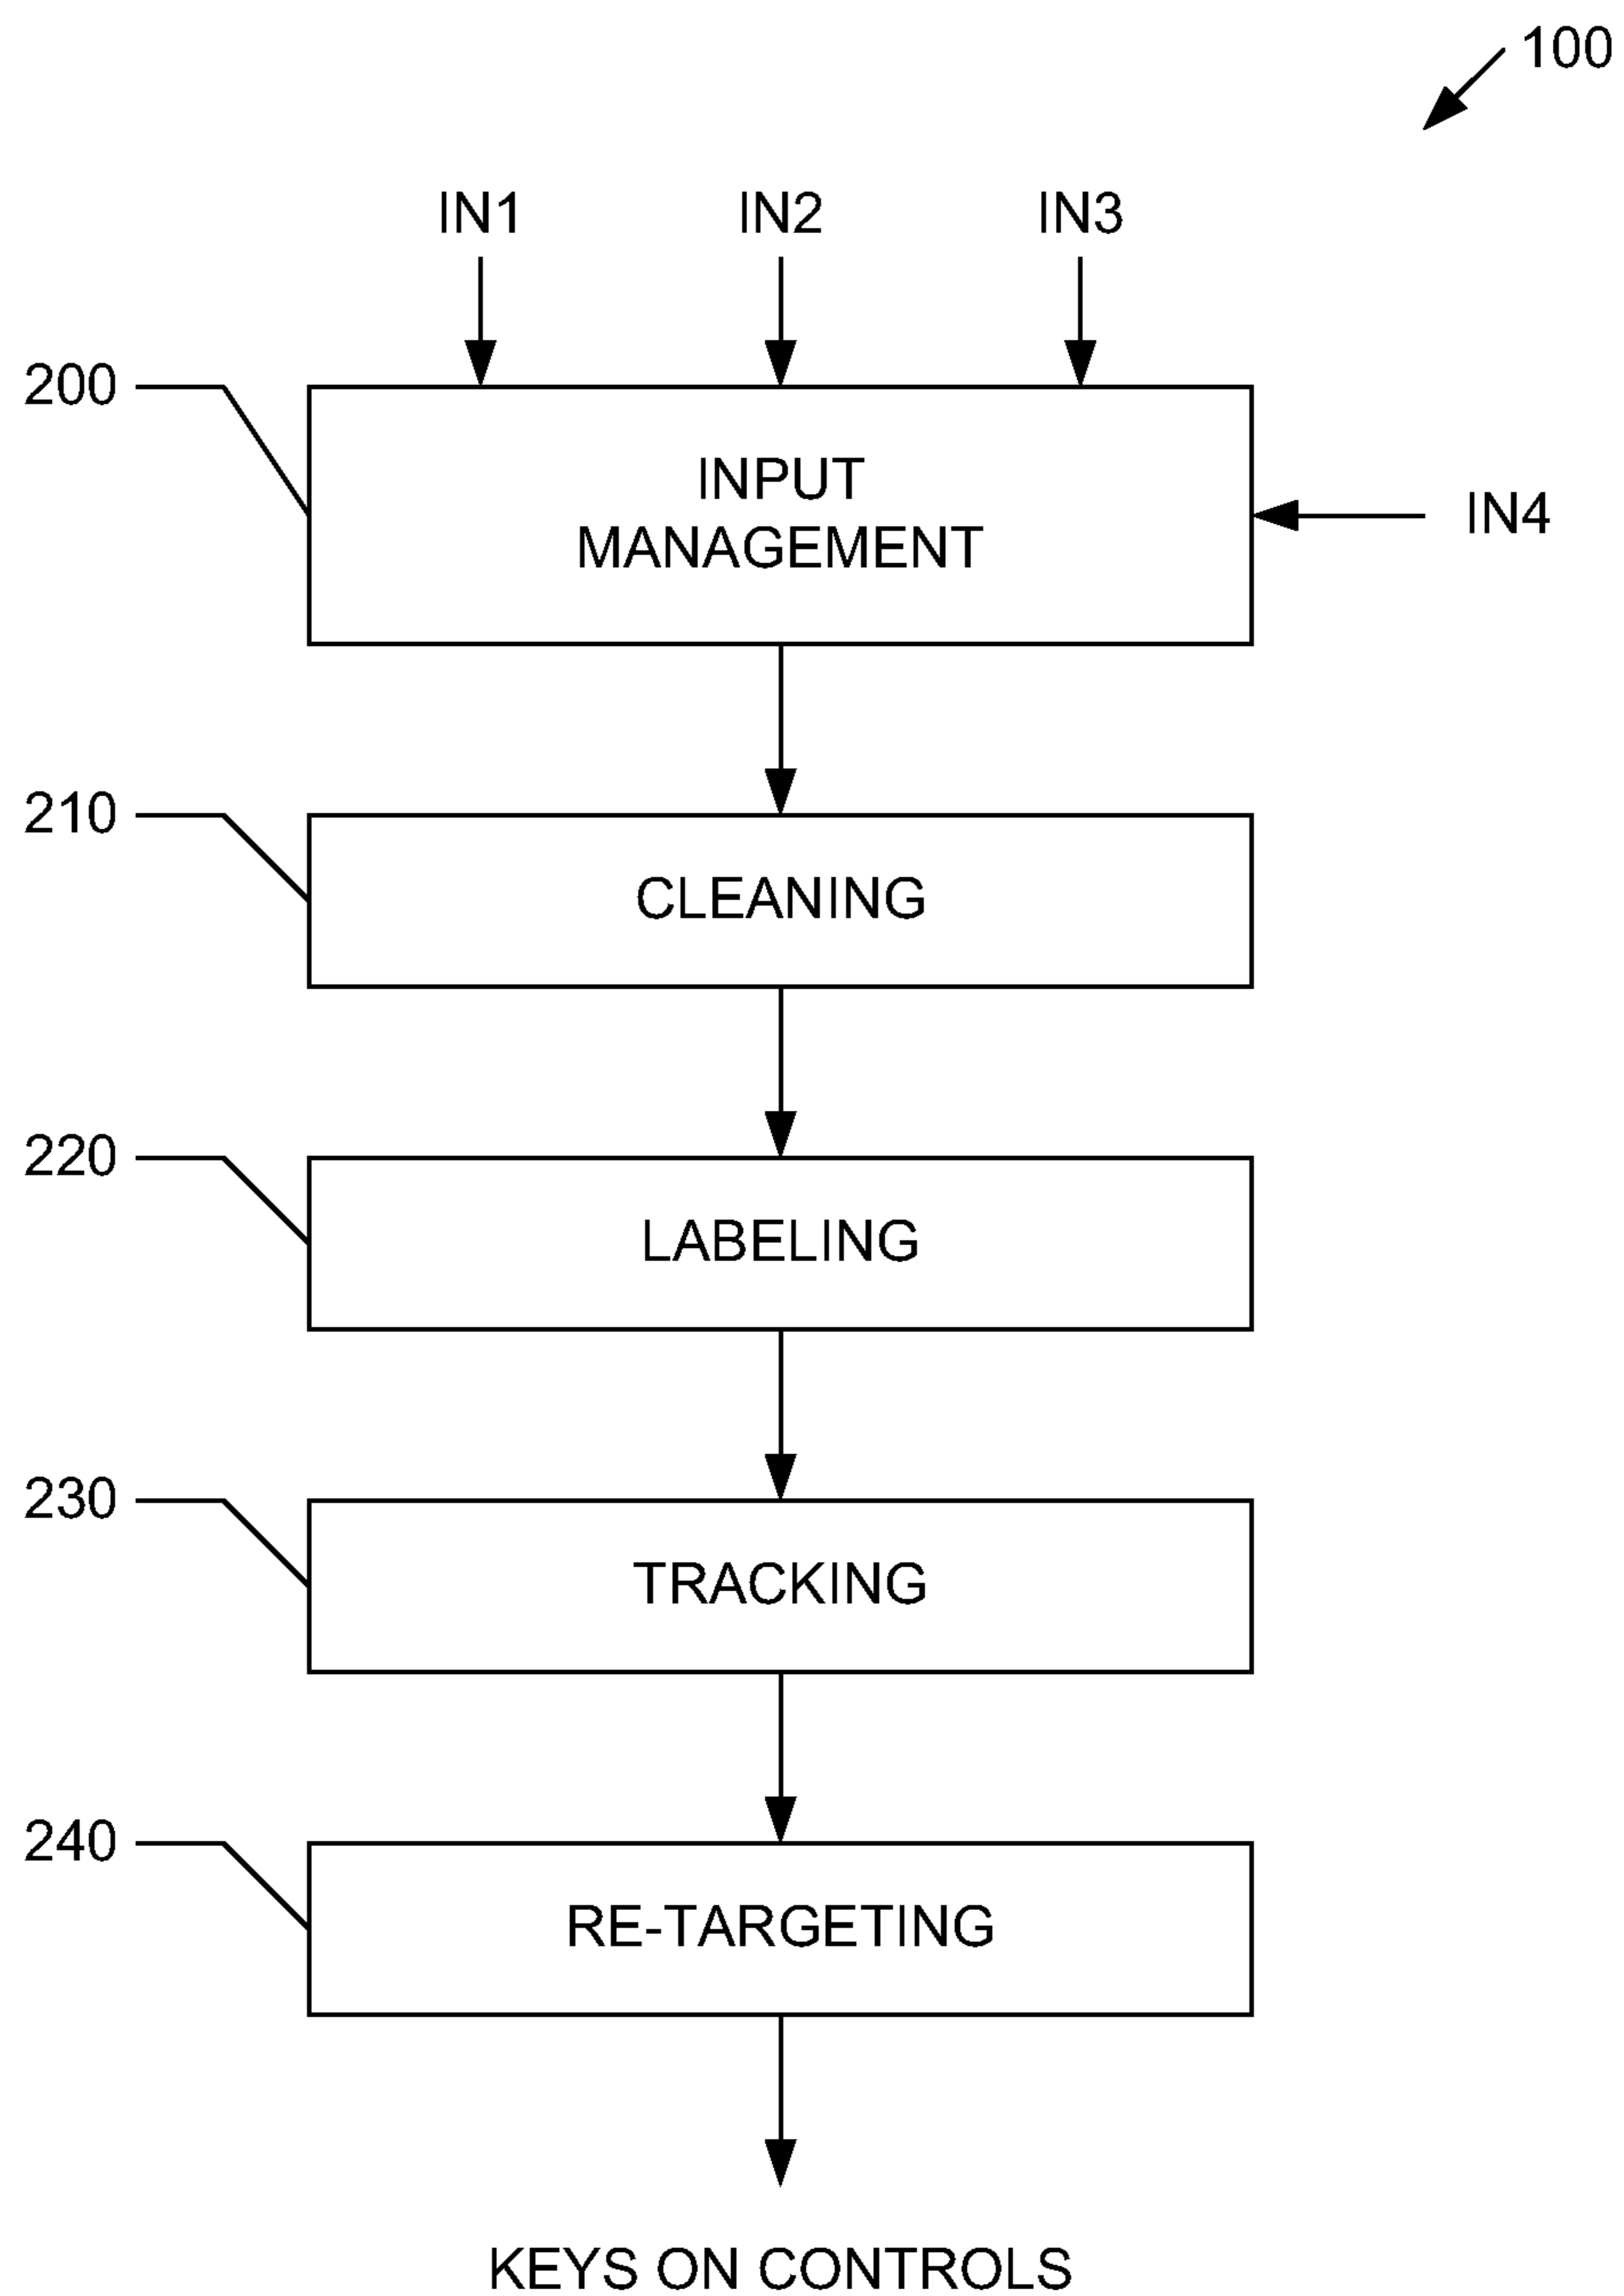 100
IN1 IN2 IN3
200
INPUT
MANAGEMENT
IN4
210
CLEANING
220
LABELING
230
TRACKING
240
RE-TARGETING
KEYS ON CONTROLS